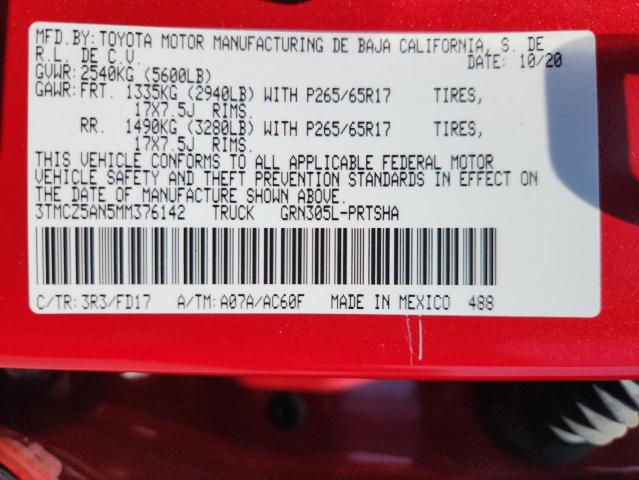 MFD.BY:TOYOTA MOTOR MANUFACTURING DE BAJA CALIFORNIA, S. DE
R.L. DE C.V. DATE: 10/20
GVWR:2540KG (5600LB)
GAWR:FRT. 1335KG (2940LB) WITH P265/65R17 TIRES,
17X7.5J RIMS.
RR. 1490KG (3280LB) WITH P265/65R17 TIRES,
17X7.5J RIMS.
THIS VEHICLE CONFORMS TO ALL APPLICABLE FEDERAL MOTOR
VEHICLE SAFETY AND THEFT PREVENTION STANDARDS IN EFFECT ON
THE DATE OF MANUFACTURE SHOWN ABOVE.
3TMCZ5AN5MM376142 TRUCK GRN305L-PRTSHA
C/TR:3R3/FD17 A/TM:A07A/AC60F MADE IN MEXICO 488